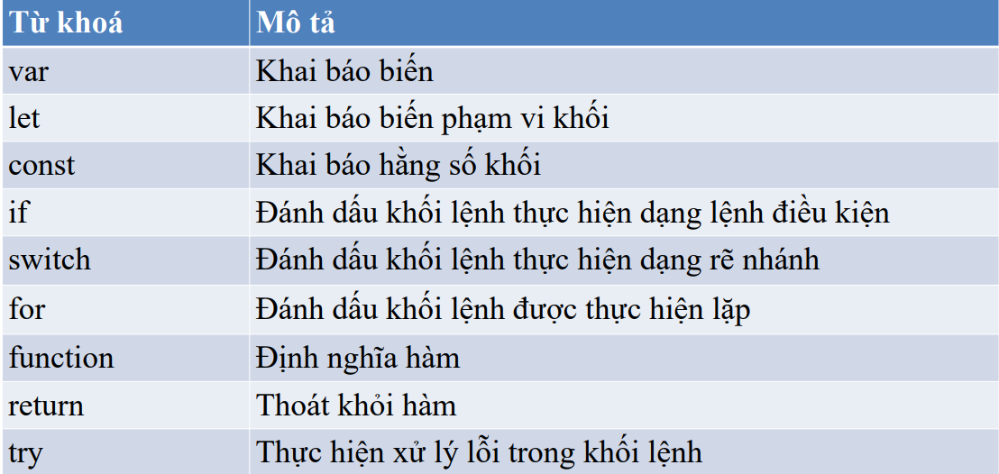 Từ khoá Mô tả
var Khai báo biến
let Khai báo biến phạm vi khối
const Khai báo hằng số khối
if Đánh dấu khối lệnh thực hiện dạng lệnh điều kiện
switch Đánh dấu khối lệnh thực hiện dạng rẽ nhánh
for Đánh dấu khối lệnh được thực hiện lặp
function Định nghĩa hàm
return Thoát khỏi hàm
try Thực hiện xử lý lỗi trong khối lệnh